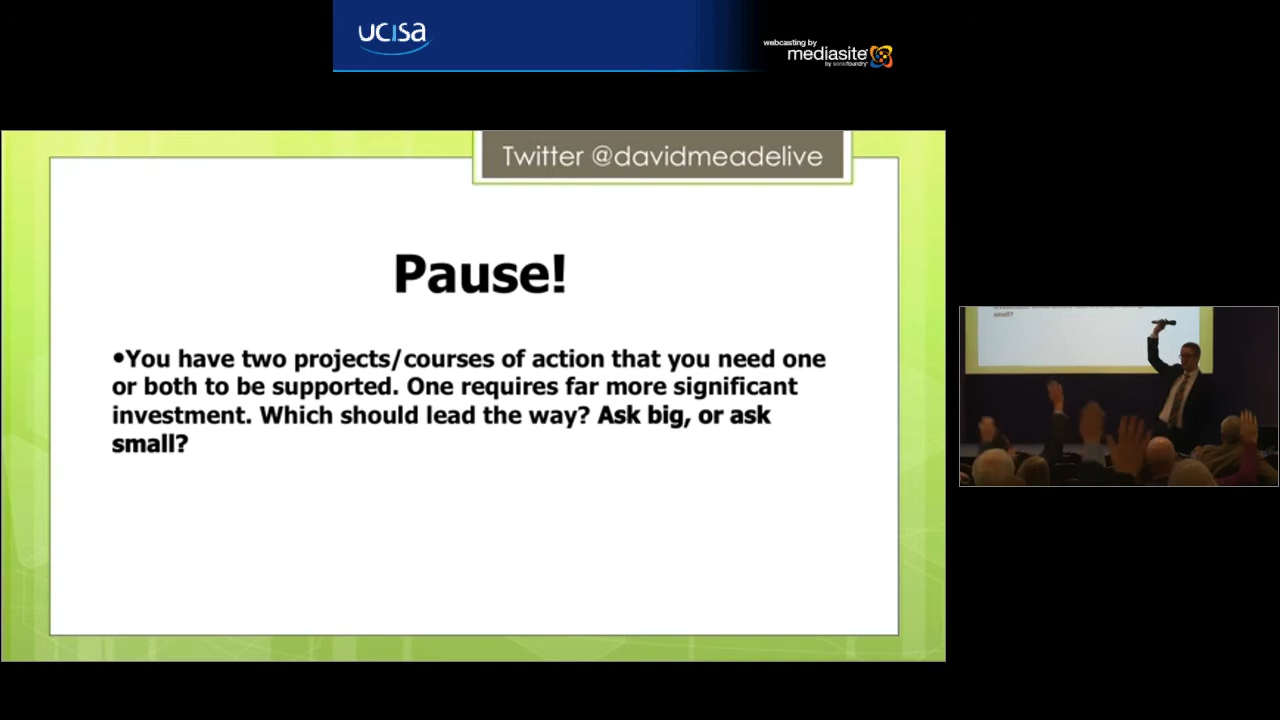 ucisa
webcasting by
mediasite
by sonicfoundry
Twitter @davidmeadelive
Pause!
•You have two projects/courses of action that you need one
or both to be supported. One requires far more significant
investment. Which should lead the way? Ask big, or ask
small?
small?